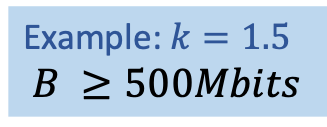 Example: k = 1.5
B ≥ 500Mbits